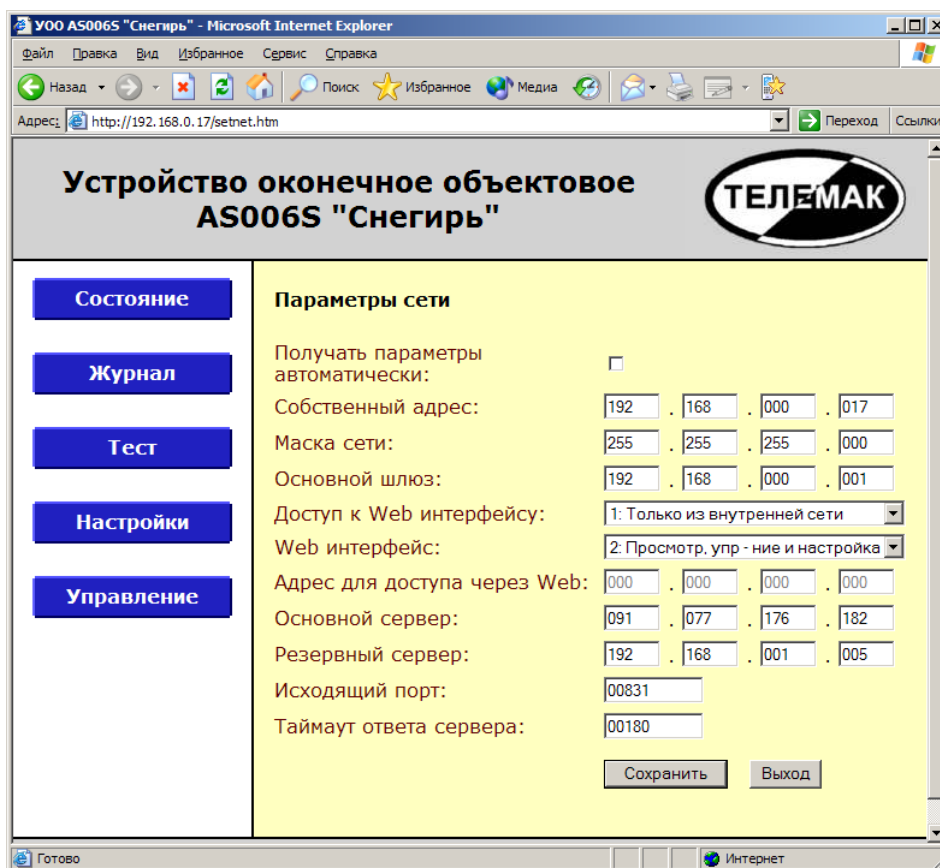 УОО AS006S "Снегирь" - Microsoft Internet Explorer
Файл Правка Вид Избранное Сервис Справка
Назад Поиск Избранное Медиа
Адрес: http://192.168.0.17/setnet.htm Переход Ссылки
Устройство оконечное объектовое
AS006S "Снегирь"
ТЕЛЕМАК
Состояние
Журнал
Тест
Настройки
Управление
Параметры сети
Получать параметры
автоматически:
Собственный адрес: 192 . 168 . 000 . 017
Маска сети: 255 . 255 . 255 . 000
Основной шлюз: 192 . 168 . 000 . 001
Доступ к Web интерфейсу: 1: Только из внутренней сети
Web интерфейс: 2: Просмотр, упр - ние и настройка
Адрес для доступа через Web: 000 . 000 . 000 . 000
Основной сервер: 091 . 077 . 176 . 182
Резервный сервер: 192 . 168 . 001 . 005
Исходящий порт: 00831
Таймаут ответа сервера: 00180
Сохранить Выход
Готово Интернет